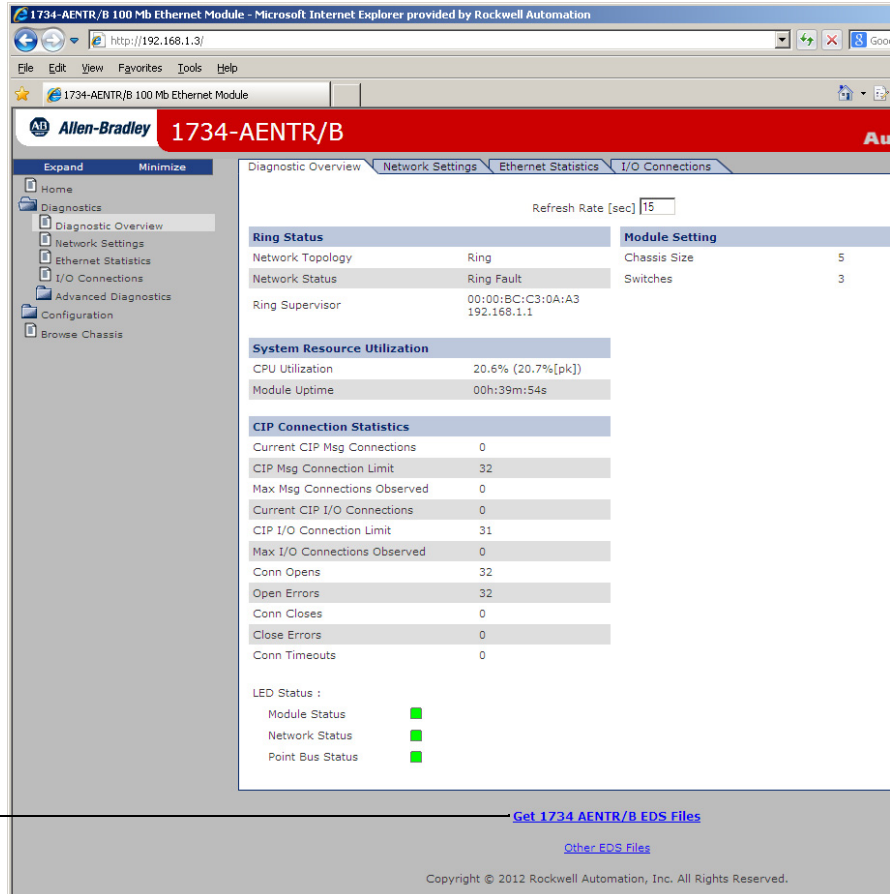 1734-AENTR/B 100 Mb Ethernet Module - Microsoft Internet Explorer provided by Rockwell Automation
http://192.168.1.3/
Goo
File Edit View Favorites Tools Help
1734-AENTR/B 100 Mb Ethernet Module
AB Allen-Bradley 1734-AENTR/B
Au
Expand Minimize
Home
Diagnostics
Diagnostic Overview
Network Settings
Ethernet Statistics
I/O Connections
Advanced Diagnostics
Configuration
Browse Chassis
Diagnostic Overview Network Settings Ethernet Statistics I/O Connections
Refresh Rate [sec] 15
Ring Status
Network Topology Ring
Network Status Ring Fault
Ring Supervisor 00:00:BC:C3:0A:A3
192.168.1.1
Module Setting
Chassis Size 5
Switches 3
System Resource Utilization
CPU Utilization 20.6% (20.7%[pk])
Module Uptime 00h:39m:54s
CIP Connection Statistics
Current CIP Msg Connections 0
CIP Msg Connection Limit 32
Max Msg Connections Observed 0
Current CIP I/O Connections 0
CIP I/O Connection Limit 31
Max I/O Connections Observed 0
Conn Opens 32
Open Errors 32
Conn Closes 0
Close Errors 0
Conn Timeouts 0
LED Status :
Module Status
Network Status
Point Bus Status
Get 1734 AENTR/B EDS Files
Other EDS Files
Copyright © 2012 Rockwell Automation, Inc. All Rights Reserved.